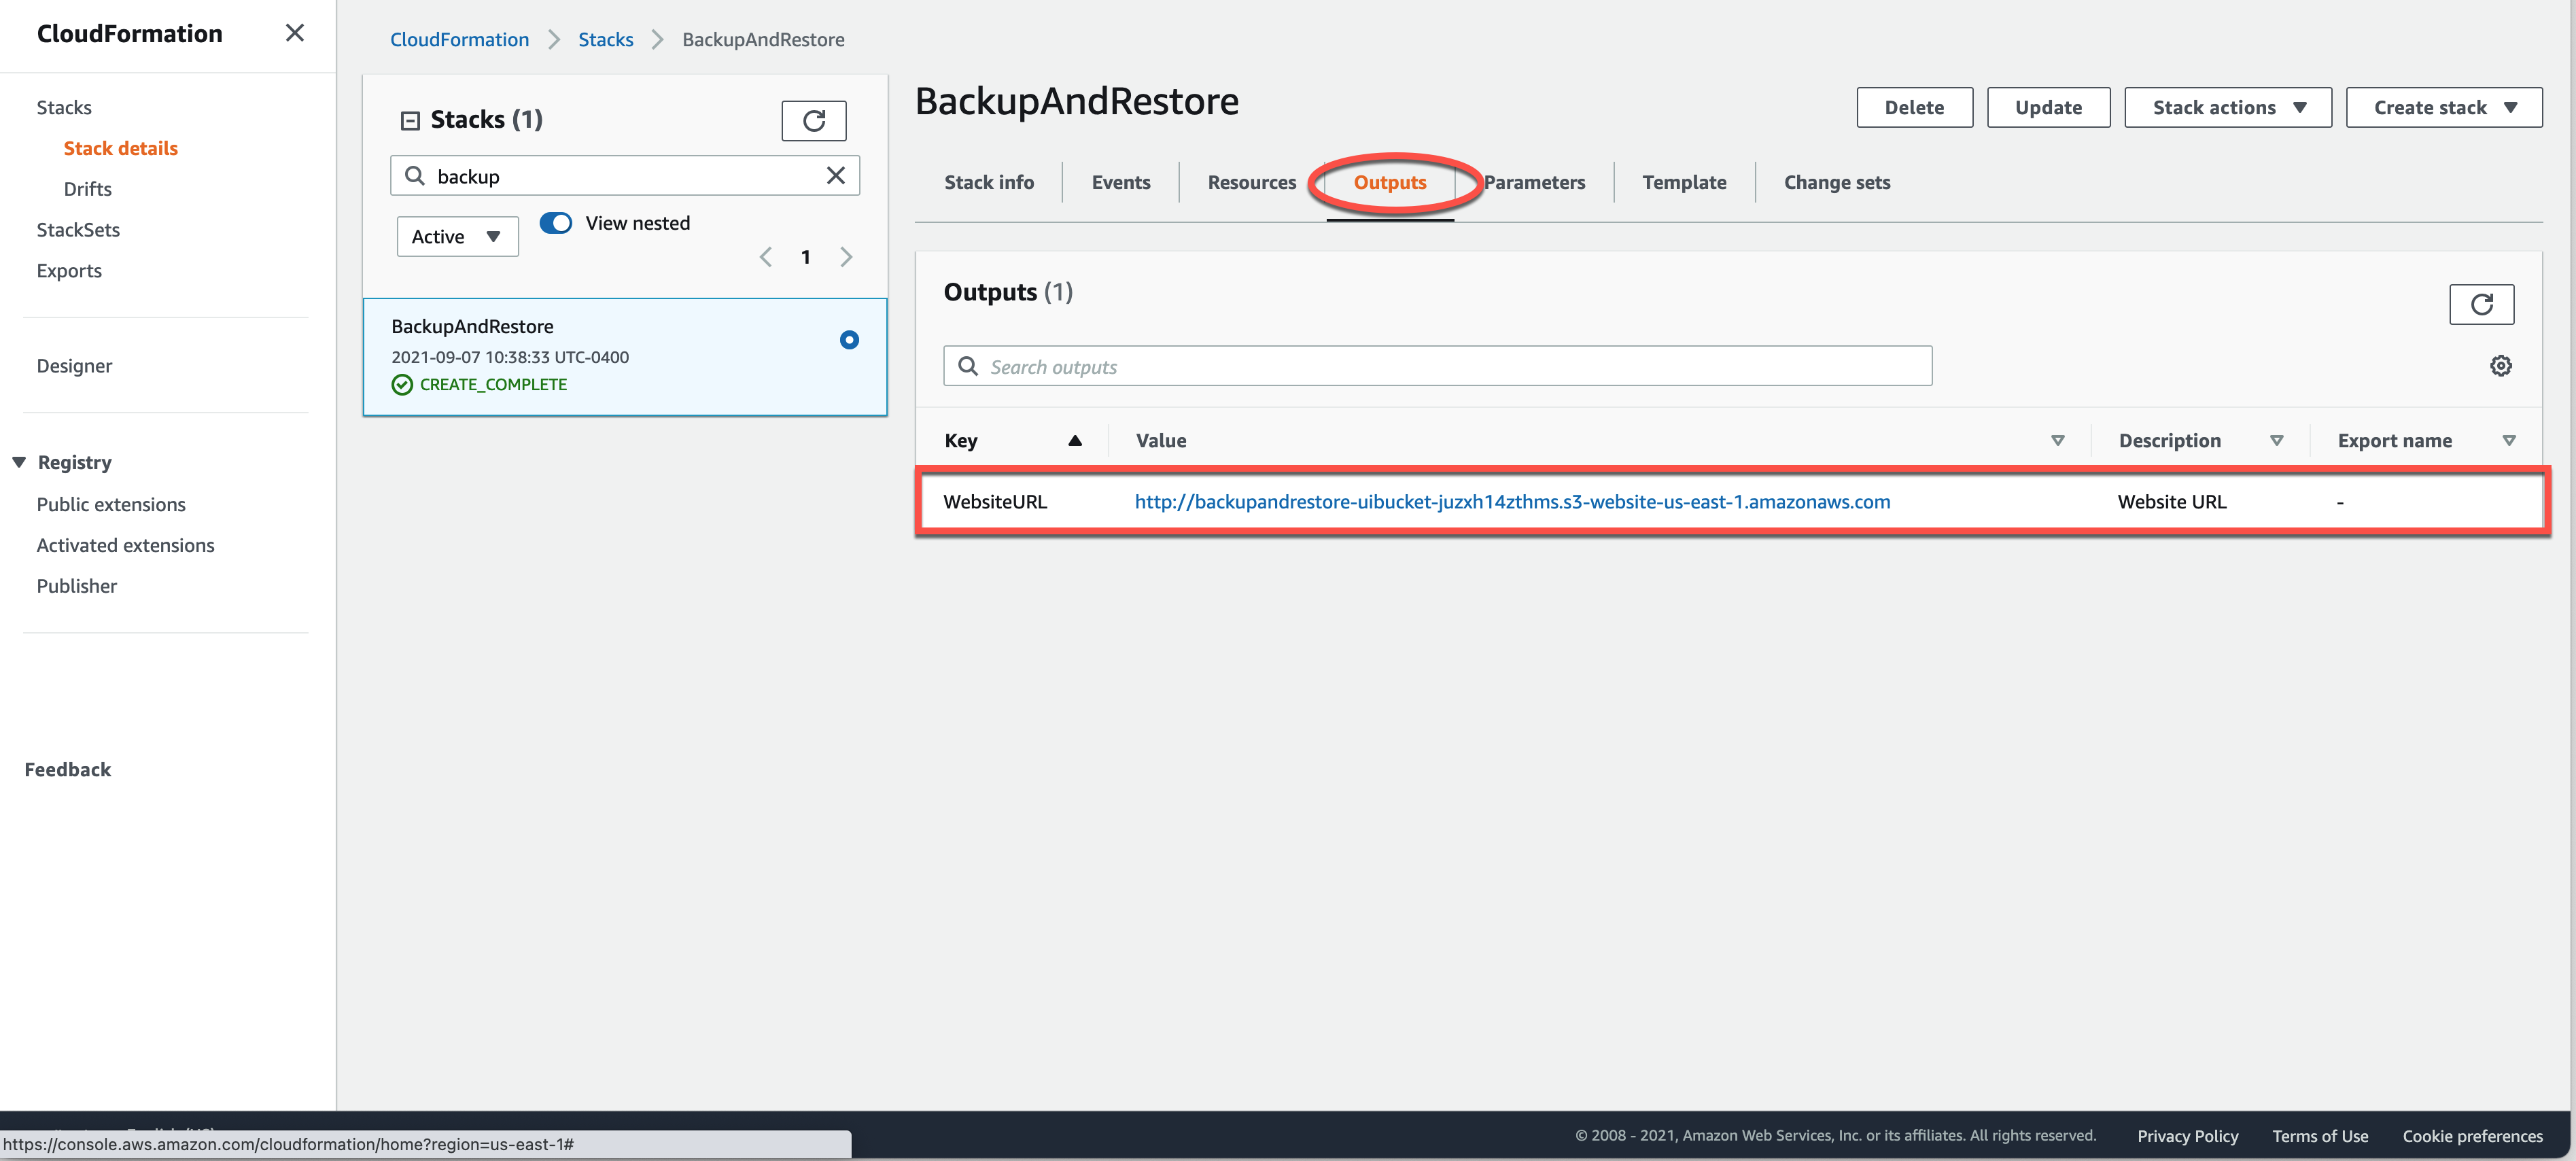 CloudFormation
Stacks
Stack details
Drifts
StackSets
Exports
Designer
Registry
Public extensions
Activated extensions
Publisher
Feedback
CloudFormation > Stacks > BackupAndRestore
Stacks (1)
backup
Active
View nested
1
BackupAndRestore
2021-09-07 10:38:33 UTC-0400
CREATE_COMPLETE
BackupAndRestore
Delete Update Stack actions Create stack
Stack info Events Resources Outputs Parameters Template Change sets
Outputs (1)
Search outputs
Key Value Description Export name
WebsiteURL http://backupandrestore-uibucket-juzxh14zthms.s3-website-us-east-1.amazonaws.com Website URL -
https://console.aws.amazon.com/cloudformation/home?region=us-east-1#
© 2008 - 2021, Amazon Web Services, Inc. or its affiliates. All rights reserved. Privacy Policy Terms of Use Cookie preferences